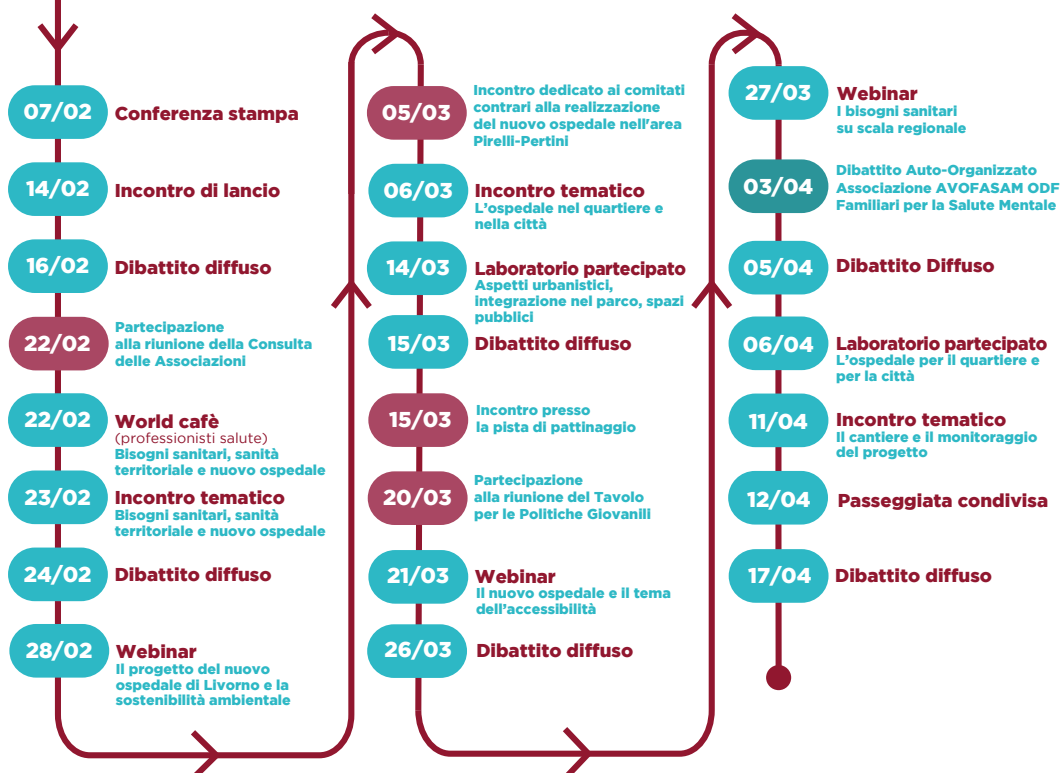 07/02
Conferenza stampa
14/02
Incontro di lancio
16/02
Dibattito diffuso
22/02
Partecipazione
alla riunione della Consulta
delle Associazioni
22/02
World cafè
(professionisti salute)
Bisogni sanitari, sanità
territoriale e nuovo ospedale
23/02
Incontro tematico
Bisogni sanitari, sanità
territoriale e nuovo ospedale
24/02
Dibattito diffuso
28/02
Webinar
Il progetto del nuovo
ospedale di Livorno e la
sostenibilità ambientale
05/03
Incontro dedicato ai comitati
contrari alla realizzazione
del nuovo ospedale nell'area
Pirelli-Pertini
06/03
Incontro tematico
L'ospedale nel quartiere e
nella città
14/03
Laboratorio partecipato
Aspetti urbanistici,
integrazione nel parco, spazi
pubblici
15/03
Dibattito diffuso
15/03
Incontro presso
la pista di pattinaggio
20/03
Partecipazione
alla riunione del Tavolo
per le Politiche Giovanili
21/03
Webinar
Il nuovo ospedale e il tema
dell'accessibilità
26/03
Dibattito diffuso
27/03
Webinar
I bisogni sanitari
su scala regionale
03/04
Dibattito Auto-Organizzato
Associazione AVOFASAM ODF
Familiari per la Salute Mentale
05/04
Dibattito Diffuso
06/04
Laboratorio partecipato
L'ospedale per il quartiere e
per la città
11/04
Incontro tematico
Il cantiere e il monitoraggio
del progetto
12/04
Passeggiata condivisa
17/04
Dibattito diffuso